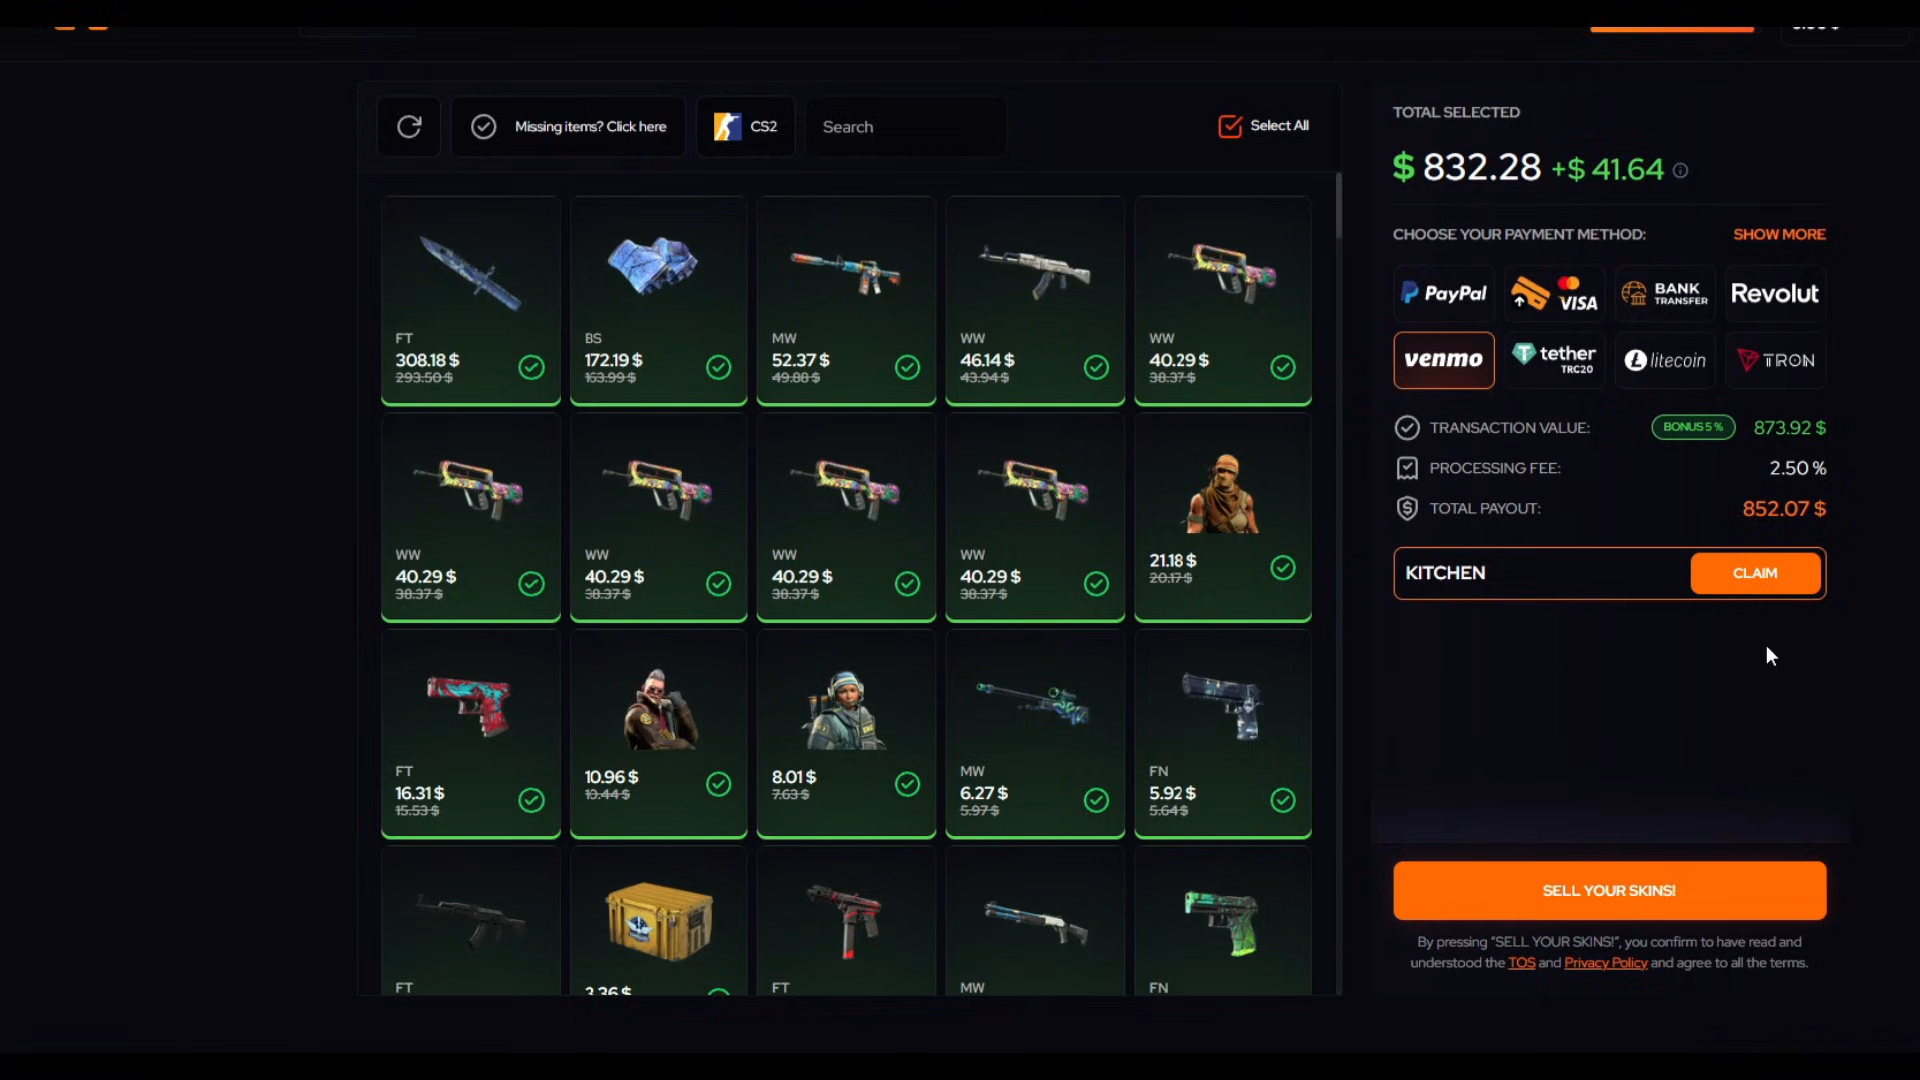 Missing items? Click here
CS2
Search
Select All
FT
308.18 $
293.50 $
BS
172.19 $
163.99 $
MW
52.37 $
49.88 $
WW
46.14 $
43.94 $
WW
40.29 $
38.37 $
WW
40.29 $
38.37 $
WW
40.29 $
38.37 $
WW
40.29 $
38.37 $
WW
40.29 $
38.37 $
21.18 $
20.17 $
FT
16.31 $
15.53 $
10.96 $
10.44 $
8.01 $
7.63 $
MW
6.27 $
5.97 $
FN
5.92 $
5.64 $
FT
3.36 $
FT
MW
FN
TOTAL SELECTED
$ 832.28 +$ 41.64
CHOOSE YOUR PAYMENT METHOD: SHOW MORE
PayPal
VISA
BANK
TRANSFER
Revolut
venmo
tether
TRC20
litecoin
TRON
TRANSACTION VALUE: BONUS 5 % 873.92 $
PROCESSING FEE: 2.50 %
TOTAL PAYOUT: 852.07 $
KITCHEN CLAIM
SELL YOUR SKINS!
By pressing "SELL YOUR SKINS!", you confirm to have read and
understood the TOS and Privacy Policy and agree to all the terms.